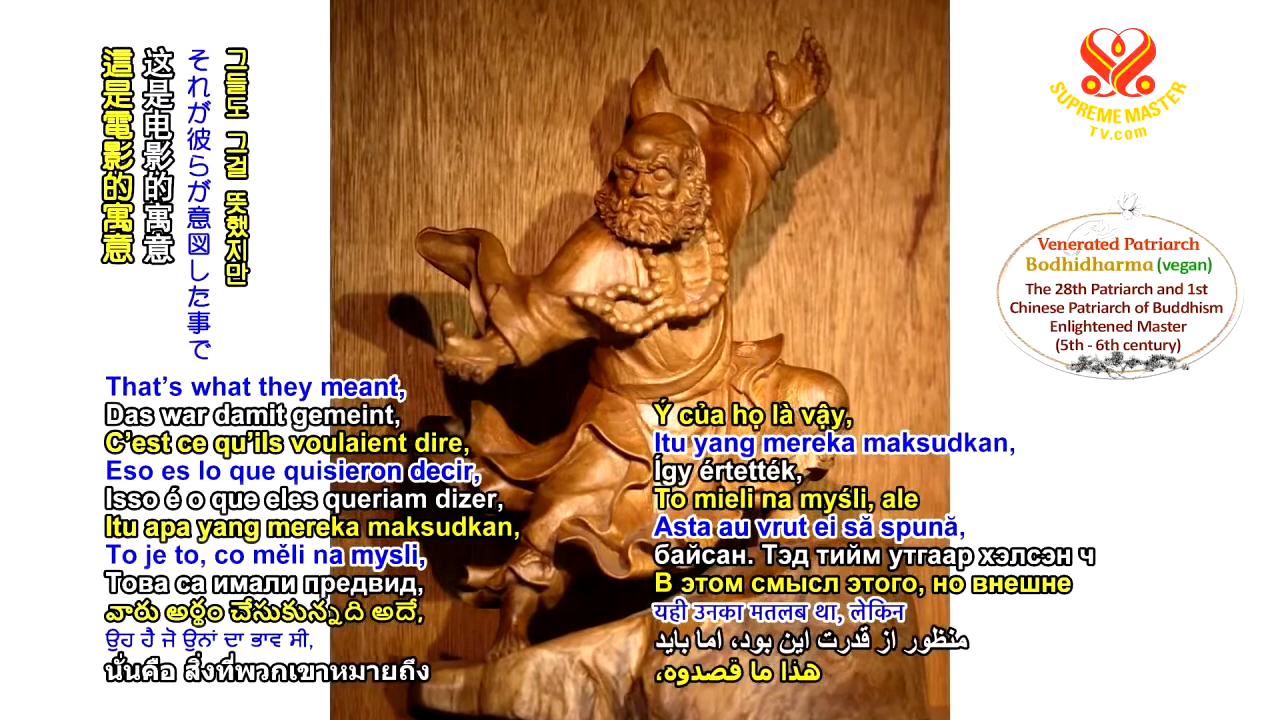 這是電影的寓意
这是电影的寓意
それが彼らが意図した事で
그들도 그걸 뜻했지만
SUPREME MASTER
TV.com
Venerated Patriarch
Bodhidharma (vegan)
The 28th Patriarch and 1st
Chinese Patriarch of Buddhism
Enlightened Master
(5th - 6th century)
That's what they meant,
Das war damit gemeint,
C'est ce qu'ils voulaient dire,
Eso es lo que quisieron decir,
Isso é o que eles queriam dizer,
Itu apa yang mereka maksudkan,
To je to, co měli na mysli,
Това са имали предвид,
వారు అర్థం చేసుకున్నది అదే,
ਉਹ ਹੈ ਜੋ ਉਨਾਂ ਦਾ ਭਾਵ ਸੀ,
นั่นคือ สิ่งที่พวกเขาหมายถึง
Ý của họ là vậy,
Itu yang mereka maksudkan,
Így értették,
To mieli na myśli, ale
Asta au vrut ei să spună,
байсан. Тэд тийм утгаар хэлсэн ч
В этом смысл этого, но внешне
यही उनका मतलब था, लेकिन
منظور از قدرت این بود، اما باید
هذا ما قصدوه،